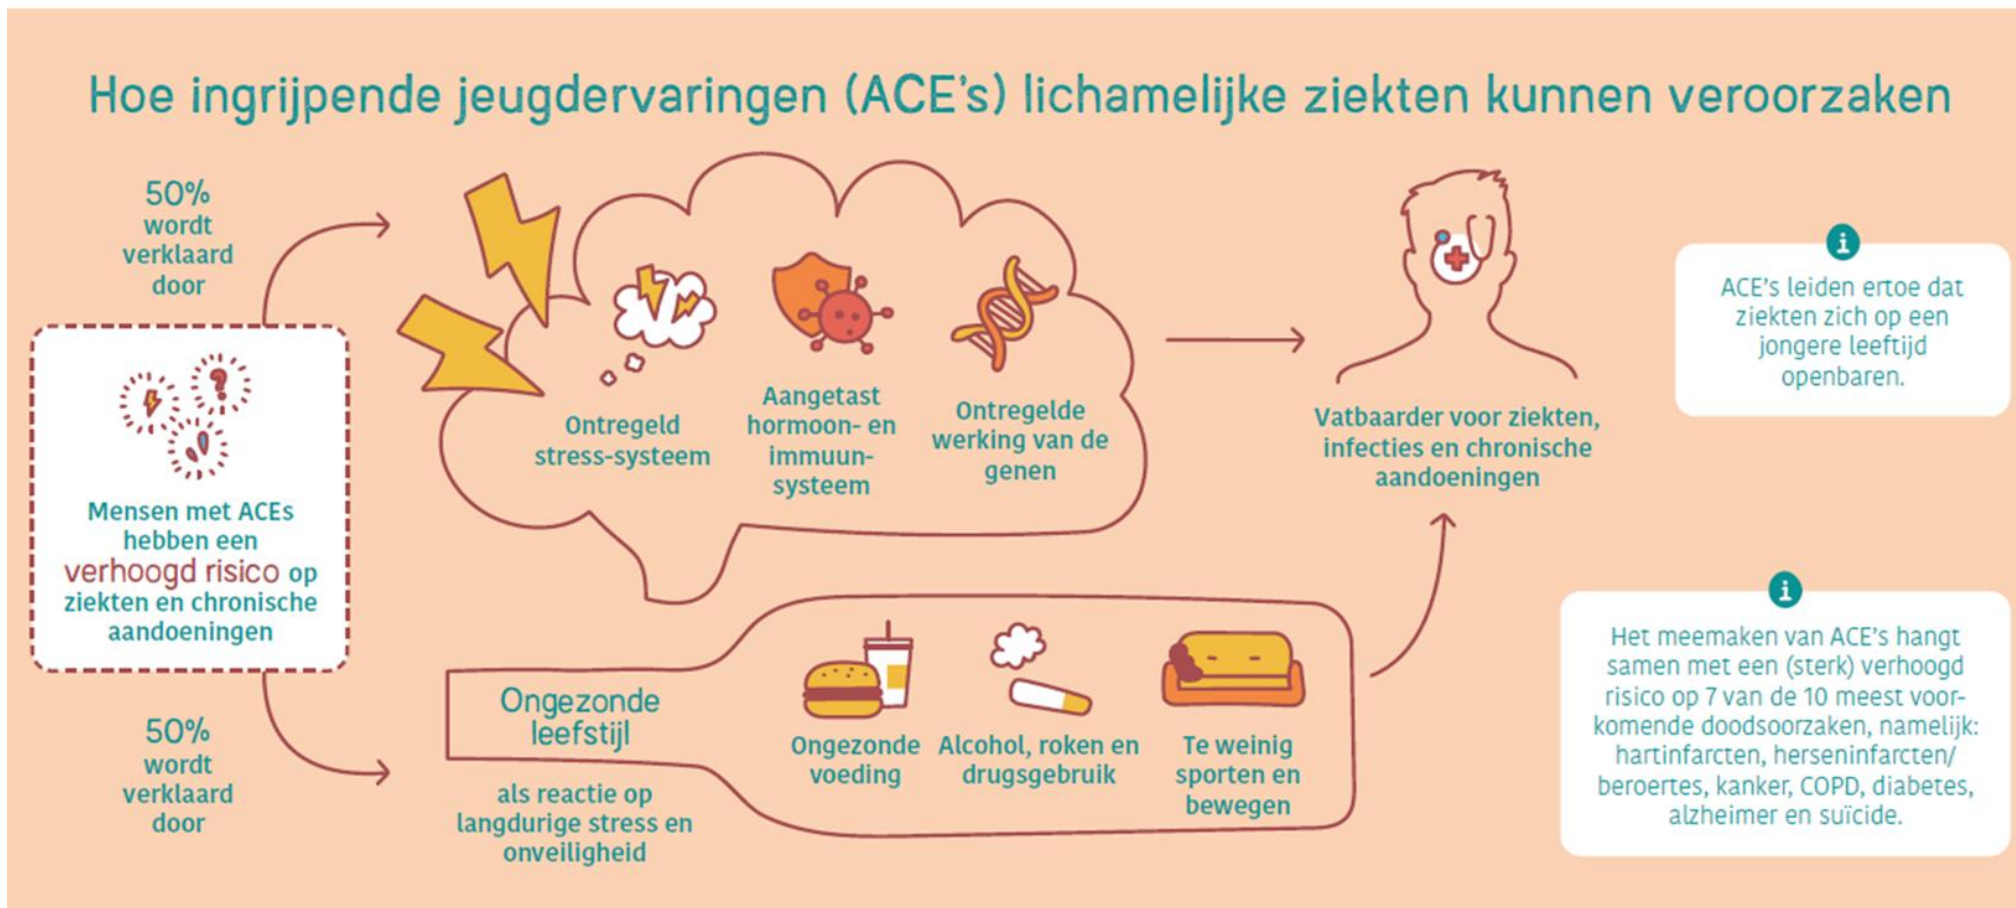 Hoe ingrijpende jeugdervaringen (ACE's) lichamelijke ziekten kunnen veroorzaken
50%
wordt
verklaard
door
Mensen met ACEs
hebben een
verhoogd risico op
ziekten en chronische
aandoeningen
50%
wordt
verklaard
door
Ontregeld
stress-systeem
Aangetast
hormoon- en
immuun-
systeem
Ontregelde
werking van de
genen
Ongezonde
leefstijl
als reactie op
langdurige stress en
onveiligheid
Ongezonde
voeding
Alcohol, roken en
drugsgebruik
Te weinig
sporten en
bewegen
Vatbaarder voor ziekten,
infecties en chronische
aandoeningen
i
ACE's leiden ertoe dat
ziekten zich op een
jongere leeftijd
openbaren.
i
Het meemaken van ACE's hangt
samen met een (sterk) verhoogd
risico op 7 van de 10 meest voor-
komende doodsoorzaken, namelijk:
hartinfarcten, herseninfarcten/
beroertes, kanker, COPD, diabetes,
alzheimer en suïcide.